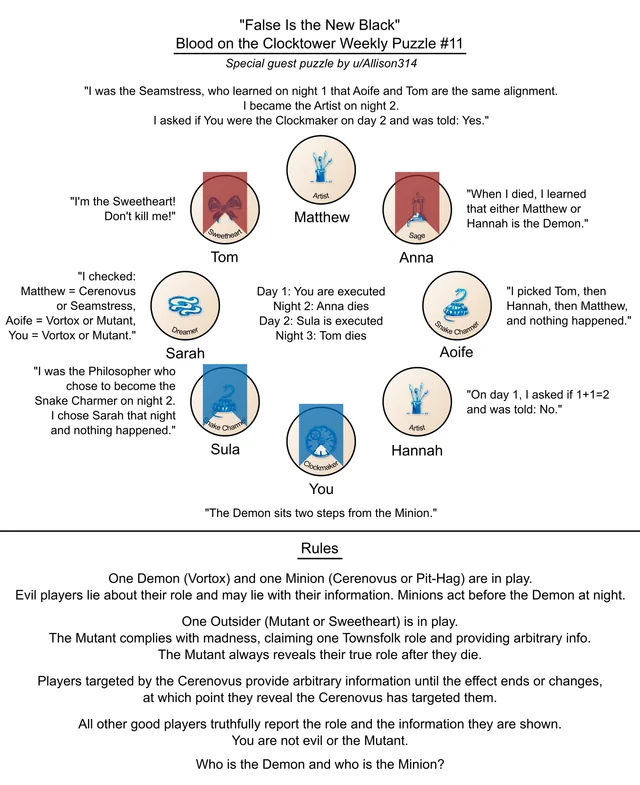 "False Is the New Black"
Blood on the Clocktower Weekly Puzzle #11
Special guest puzzle by u/Allison314
"I was the Seamstress, who learned on night 1 that Aoife and Tom are the same alignment.
I became the Artist on night 2.
I asked if You were the Clockmaker on day 2 and was told: Yes."
Artist
Matthew
"I'm the Sweetheart!
Don't kill me!"
Sweetheart
Tom
Sage
Anna
"When I died, I learned
that either Matthew or
Hannah is the Demon."
"I checked:
Matthew = Cerenovus
or Seamstress,
Aoife = Vortox or Mutant,
You = Vortox or Mutant."
Dreamer
Sarah
Day 1: You are executed
Night 2: Anna dies
Day 2: Sula is executed
Night 3: Tom dies
Snake Charmer
Aoife
"I picked Tom, then
Hannah, then Matthew,
and nothing happened."
"I was the Philosopher who
chose to become the
Snake Charmer on night 2.
I chose Sarah that night
and nothing happened."
Snake Charmer
Sula
Clockmaker
You
Artist
Hannah
"On day 1, I asked if 1+1=2
and was told: No."
"The Demon sits two steps from the Minion."
Rules
One Demon (Vortox) and one Minion (Cerenovus or Pit-Hag) are in play.
Evil players lie about their role and may lie with their information. Minions act before the Demon at night.
One Outsider (Mutant or Sweetheart) is in play.
The Mutant complies with madness, claiming one Townsfolk role and providing arbitrary info.
The Mutant always reveals their true role after they die.
Players targeted by the Cerenovus provide arbitrary information until the effect ends or changes,
at which point they reveal the Cerenovus has targeted them.
All other good players truthfully report the role and the information they are shown.
You are not evil or the Mutant.
Who is the Demon and who is the Minion?